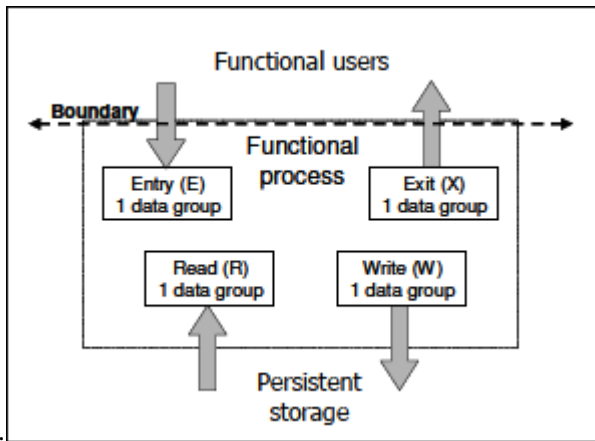 Functional users
Boundary
Functional
process
Entry (E)
1 data group
Exit (X)
1 data group
Read (R)
1 data group
Write (W)
1 data group
Persistent
storage
.